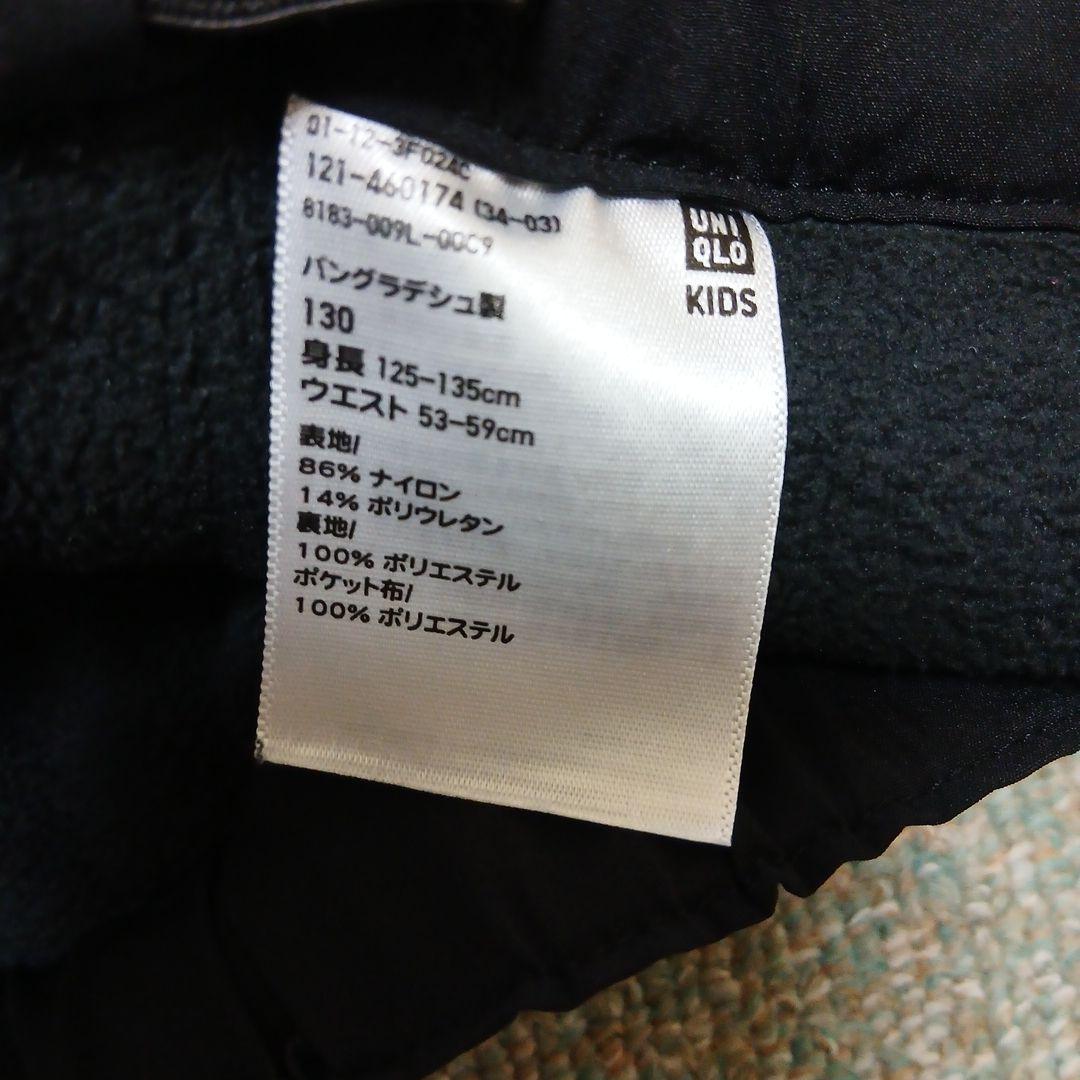 01-12-3F024C
121-460174 (34-03)
8183-009L-00C9
UNI
QLO
KIDS
バングラデシュ製
130
身長 125-135cm
ウエスト 53-59cm
表地/
86% ナイロン
14% ポリウレタン
裏地/
100% ポリエステル
ポケット布/
100% ポリエステル